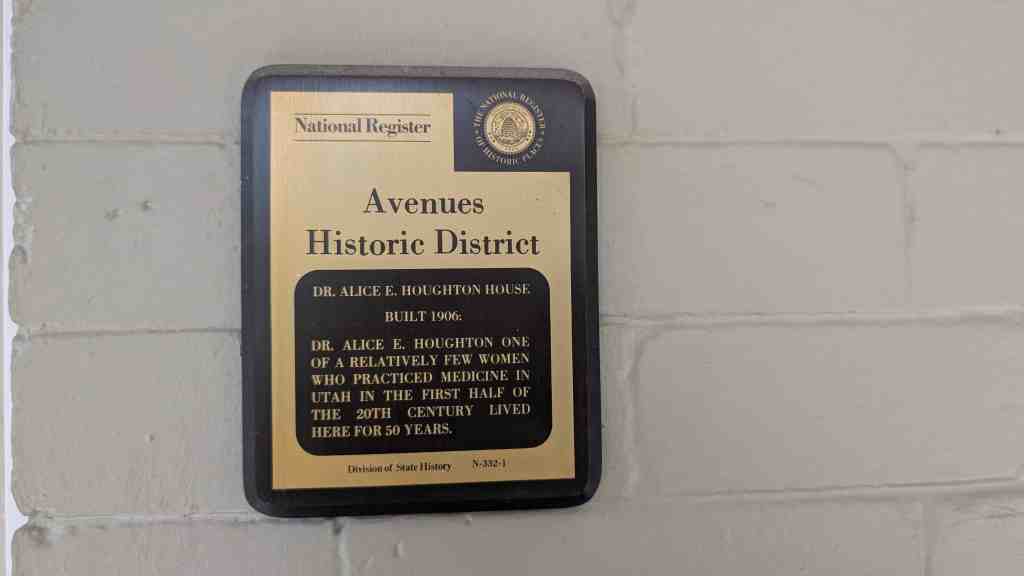 National Register
THE NATIONAL REGISTER
OF HISTORIC PLACES
Avenues
Historic District
DR. ALICE E. HOUGHTON HOUSE
BUILT 1906:
DR. ALICE E. HOUGHTON ONE
OF A RELATIVELY FEW WOMEN
WHO PRACTICED MEDICINE IN
UTAH IN THE FIRST HALF OF
THE 20TH CENTURY LIVED
HERE FOR 50 YEARS.
Division of State History N-332-1